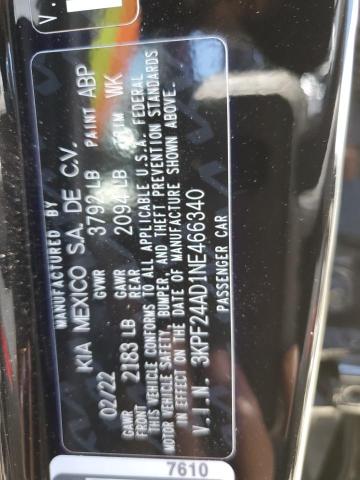 V.
MANUFACTURED BY
KIA MEXICO S.A. DE C.V.
02/22 GVWR 3792 LB PAINT ABP
GAWR FRONT 2183 LB GAWR REAR 2094 LB TRIM WK
THIS VEHICLE CONFORMS TO ALL APPLICABLE U.S.A. FEDERAL
MOTOR VEHICLE SAFETY, BUMPER, AND THEFT PREVENTION STANDARDS
IN EFFECT ON THE DATE OF MANUFACTURE SHOWN ABOVE.
V.I.N. 3KPF24AD1NE466340
PASSENGER CAR
7610